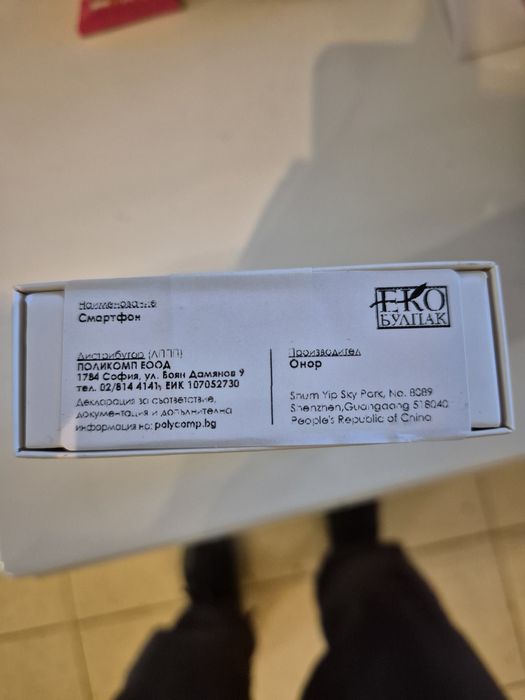 Наименование
Смартфон
ЕКО
БУЛПАК
Дистрибутор (ЛППП)
ПОЛИКОМП ЕООД
1784 София, ул. Боян Дамянов 9
тел. 02/814 4141, ЕИК 107052730
Декларация за съответствие,
документация и допълнителна
информация на: polycomp.bg
Производител
Онор
Shum Yip Sky Park, No. 8089
Shenzhen, Guangdong 518040
People's Republic of China